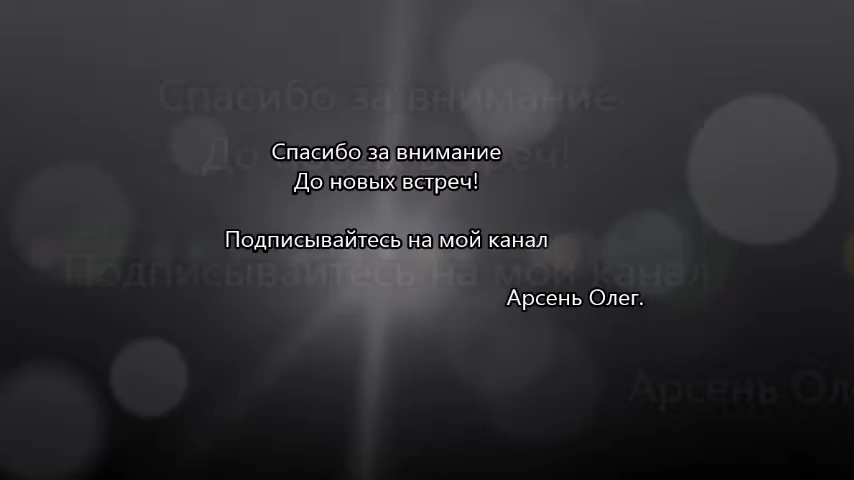 Спасибо за внимание
До новых встреч!
Подписывайтесь на мой канал
Арсень Олег.